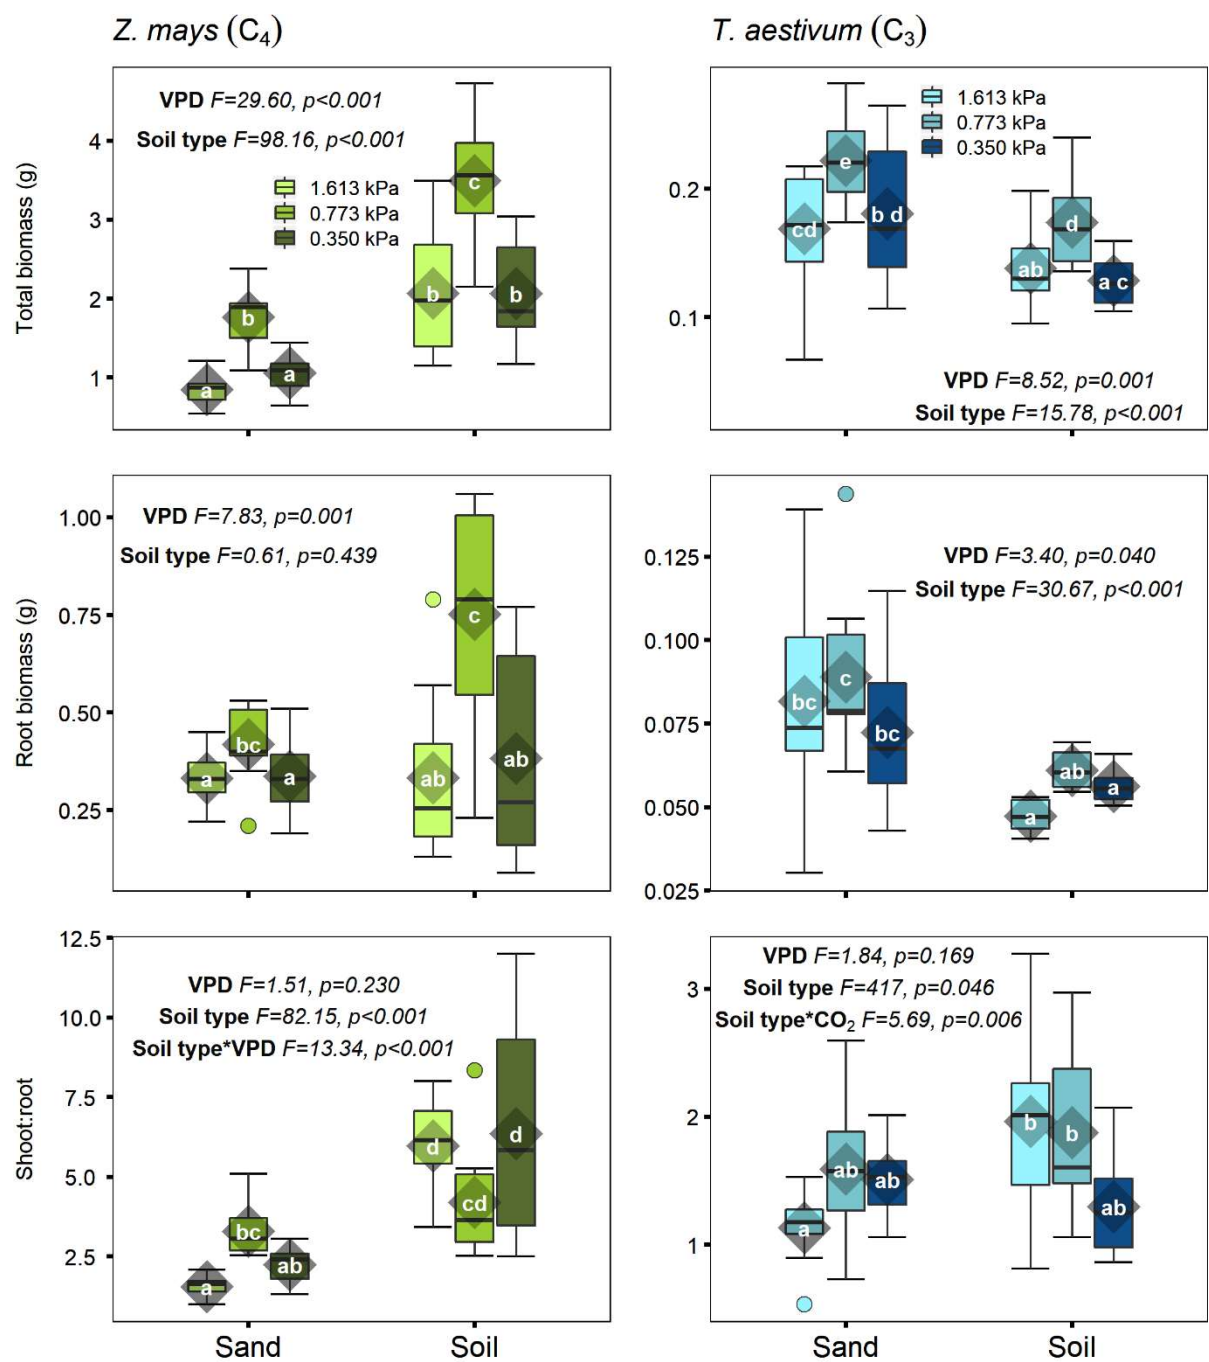 Z. mays (C₄)
T. aestivum (C₃)
Total biomass (g)
4
3
2
1
VPD F=29.60, p<0.001
Soil type F=98.16, p<0.001
1.613 kPa
0.773 kPa
0.350 kPa
a
b
a
b
c
b
0.2
0.1
1.613 kPa
0.773 kPa
0.350 kPa
cd
e
b d
ab
d
a c
VPD F=8.52, p=0.001
Soil type F=15.78, p<0.001
Root biomass (g)
1.00
0.75
0.50
0.25
VPD F=7.83, p=0.001
Soil type F=0.61, p=0.439
a
bc
a
ab
c
ab
0.125
0.100
0.075
0.050
0.025
VPD F=3.40, p=0.040
Soil type F=30.67, p<0.001
bc
c
bc
a
ab
a
Shoot:root
12.5
10.0
7.5
5.0
2.5
VPD F=1.51, p=0.230
Soil type F=82.15, p<0.001
Soil type*VPD F=13.34, p<0.001
a
bc
ab
d
cd
d
Sand
Soil
3
2
1
VPD F=1.84, p=0.169
Soil type F=417, p=0.046
Soil type*CO₂ F=5.69, p=0.006
a
ab
ab
b
b
ab
Sand
Soil